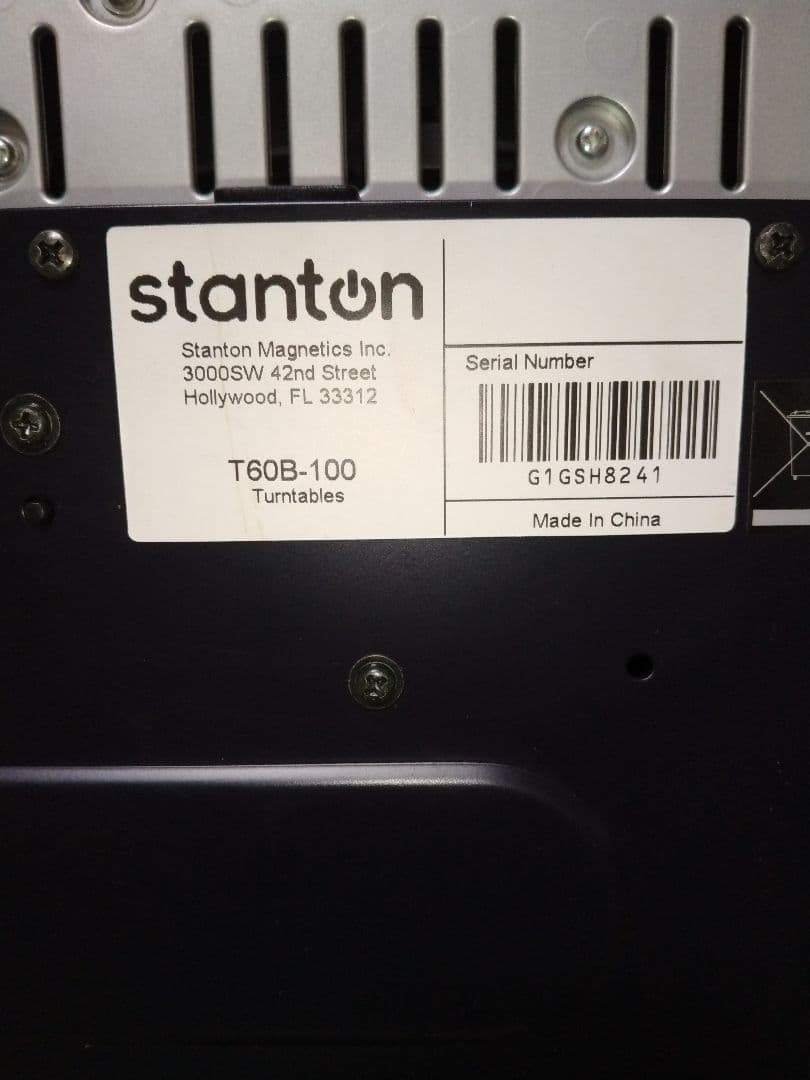 stanton
Stanton Magnetics Inc.
3000SW 42nd Street
Hollywood, FL 33312
T60B-100
Turntables
Serial Number
G1GSH8241
Made In China